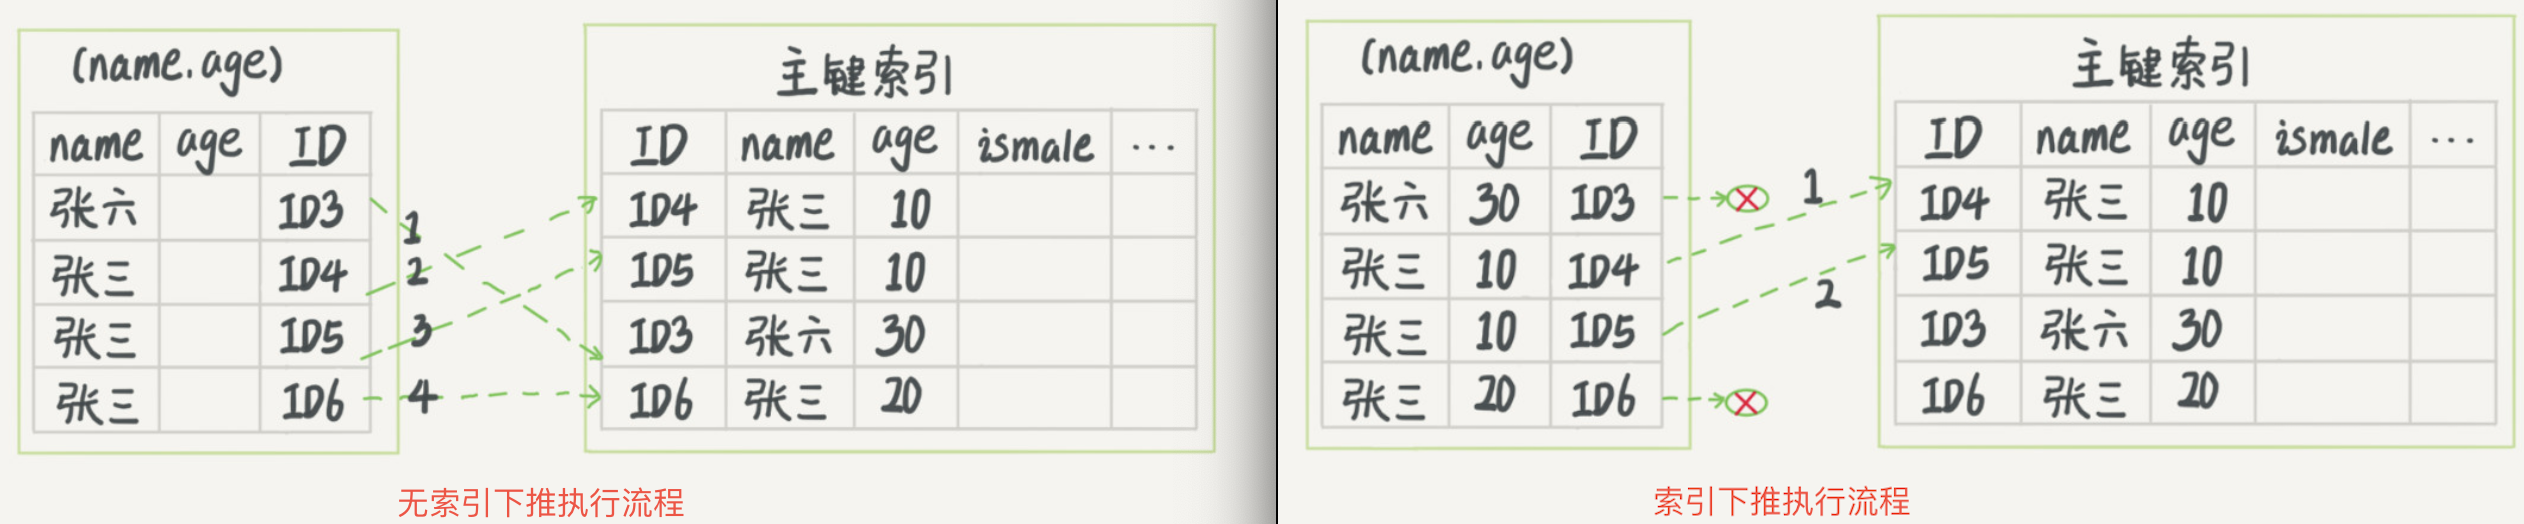 (name, age)
name age ID
张六 ID3
张三 ID4
张三 ID5
张三 ID6
1
2
3
4
主键索引
ID name age ismale ...
ID4 张三 10
ID5 张三 10
ID3 张六 30
ID6 张三 20
无索引下推执行流程
(name, age)
name age ID
张六 30 ID3
张三 10 ID4
张三 10 ID5
张三 20 ID6
1
2
主键索引
ID name age ismale ...
ID4 张三 10
ID5 张三 10
ID3 张六 30
ID6 张三 20
索引下推执行流程